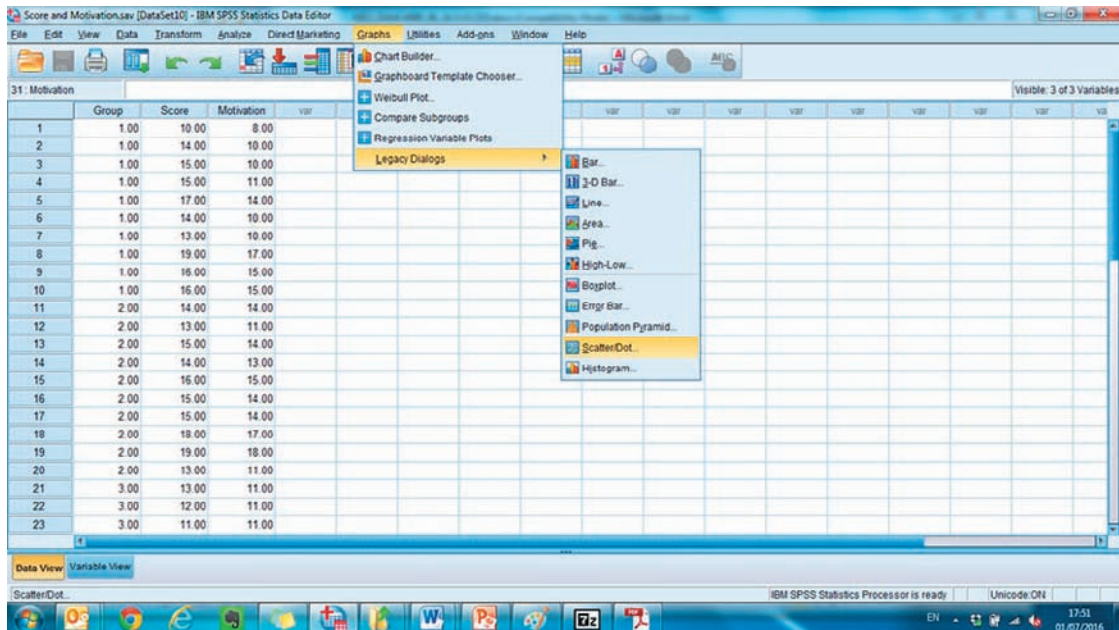 Score and Motivation.sav [DataSet10] - IBM SPSS Statistics Data Editor
File Edit View Data Transform Analyze Direct Marketing Graphs Utilities Add-ons Window Help
31 : Motivation
Visible: 3 of 3 Variables
Group Score Motivation var var var var var var var var va
1 1.00 10.00 8.00
2 1.00 14.00 10.00
3 1.00 15.00 10.00
4 1.00 15.00 11.00
5 1.00 17.00 14.00
6 1.00 14.00 10.00
7 1.00 13.00 10.00
8 1.00 19.00 17.00
9 1.00 16.00 15.00
10 1.00 16.00 15.00
11 2.00 14.00 14.00
12 2.00 13.00 11.00
13 2.00 15.00 14.00
14 2.00 14.00 13.00
15 2.00 16.00 15.00
16 2.00 15.00 14.00
17 2.00 15.00 14.00
18 2.00 18.00 17.00
19 2.00 19.00 18.00
20 2.00 13.00 11.00
21 3.00 13.00 11.00
22 3.00 12.00 11.00
23 3.00 11.00 11.00
Chart Builder...
Graphboard Template Chooser...
Weibull Plot...
Compare Subgroups
Regression Variable Plots
Legacy Dialogs
Bar...
3-D Bar...
Line...
Area...
Pie...
High-Low...
Boxplot...
Error Bar...
Population Pyramid...
Scatter/Dot...
Histogram...
Data View Variable View
Scatter/Dot...
IBM SPSS Statistics Processor is ready
Unicode:ON
EN
17:51
01/07/2016